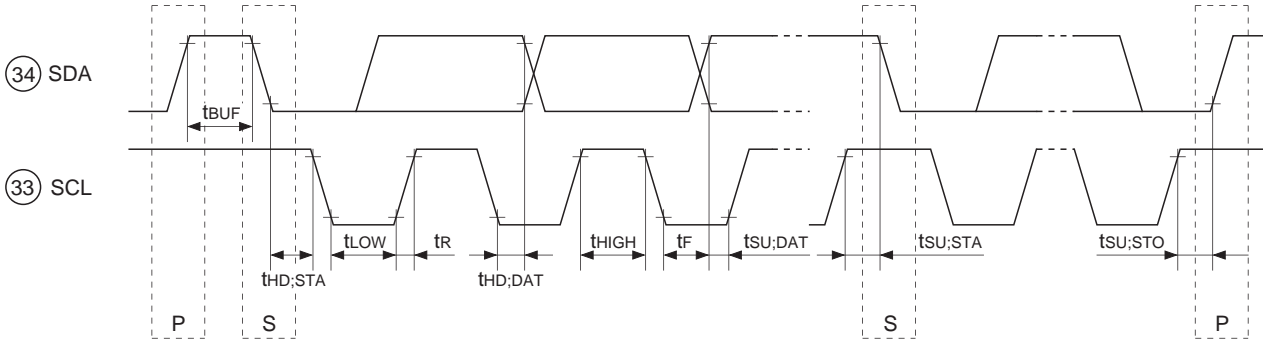 34 SDA
tBUF
33 SCL
tLOW
tR
tHIGH
tF
tSU;DAT
tSU;STA
tSU;STO
tHD;STA
tHD;DAT
P
S
S
P